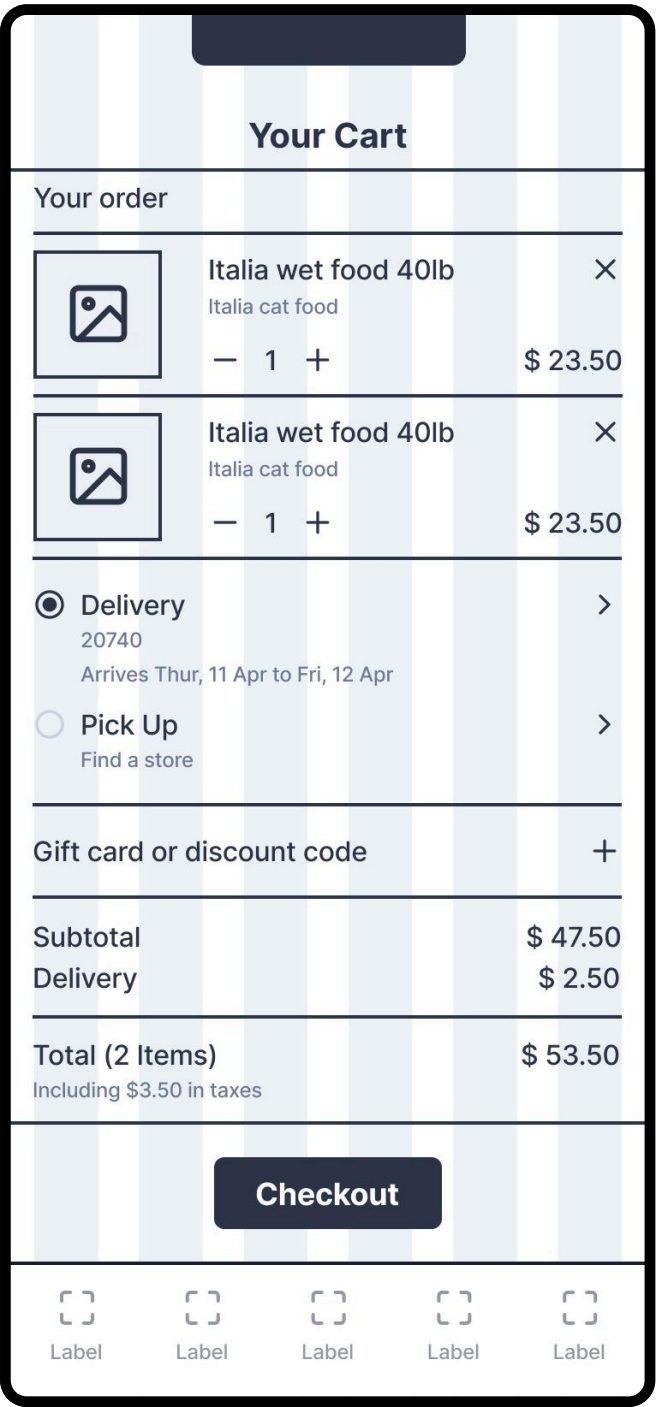 Your Cart
Your order
Italia wet food 40lb
Italia cat food
1
$ 23.50
Italia wet food 40lb
Italia cat food
1
$ 23.50
Delivery
20740
Arrives Thur, 11 Apr to Fri, 12 Apr
Pick Up
Find a store
Gift card or discount code
Subtotal $ 47.50
Delivery $ 2.50
Total (2 Items) $ 53.50
Including $3.50 in taxes
Checkout
Label Label Label Label Label